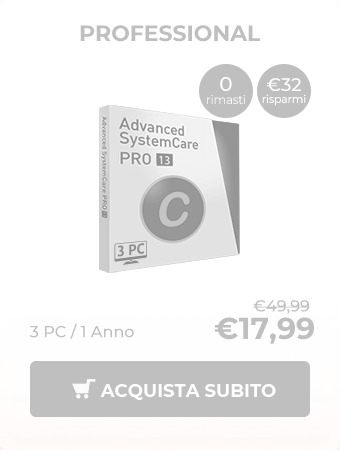 PROFESSIONAL
0
rimasti
€32
risparmi
Advanced
SystemCare
PRO 13
Advanced SystemCare PRO 13
C
3 PC
€49,99
3 PC / 1 Anno
€17,99
ACQUISTA SUBITO